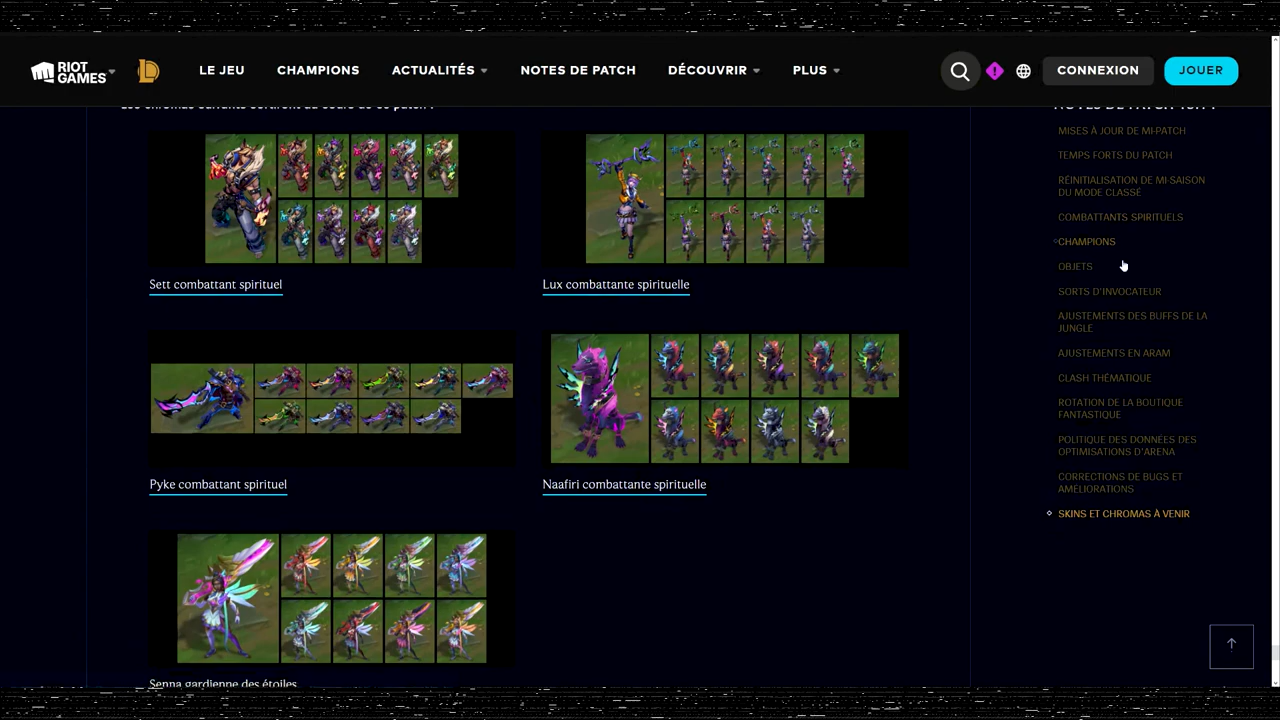 RIOT
GAMES
LE JEU
CHAMPIONS
ACTUALITÉS
NOTES DE PATCH
DÉCOUVRIR
PLUS
CONNEXION
JOUER
MISES À JOUR DE MI-PATCH
TEMPS FORTS DU PATCH
RÉINITIALISATION DE MI-SAISON
DU MODE CLASSÉ
COMBATTANTS SPIRITUELS
CHAMPIONS
OBJETS
SORTS D'INVOCATEUR
AJUSTEMENTS DES BUFFS DE LA
JUNGLE
AJUSTEMENTS EN ARAM
CLASH THÉMATIQUE
ROTATION DE LA BOUTIQUE
FANTASTIQUE
POLITIQUE DES DONNÉES DES
OPTIMISATIONS D'ARENA
CORRECTIONS DE BUGS ET
AMÉLIORATIONS
SKINS ET CHROMAS À VENIR
Sett combattant spirituel
Lux combattante spirituelle
Pyke combattant spirituel
Naafiri combattante spirituelle
Senna gardienne des étoiles